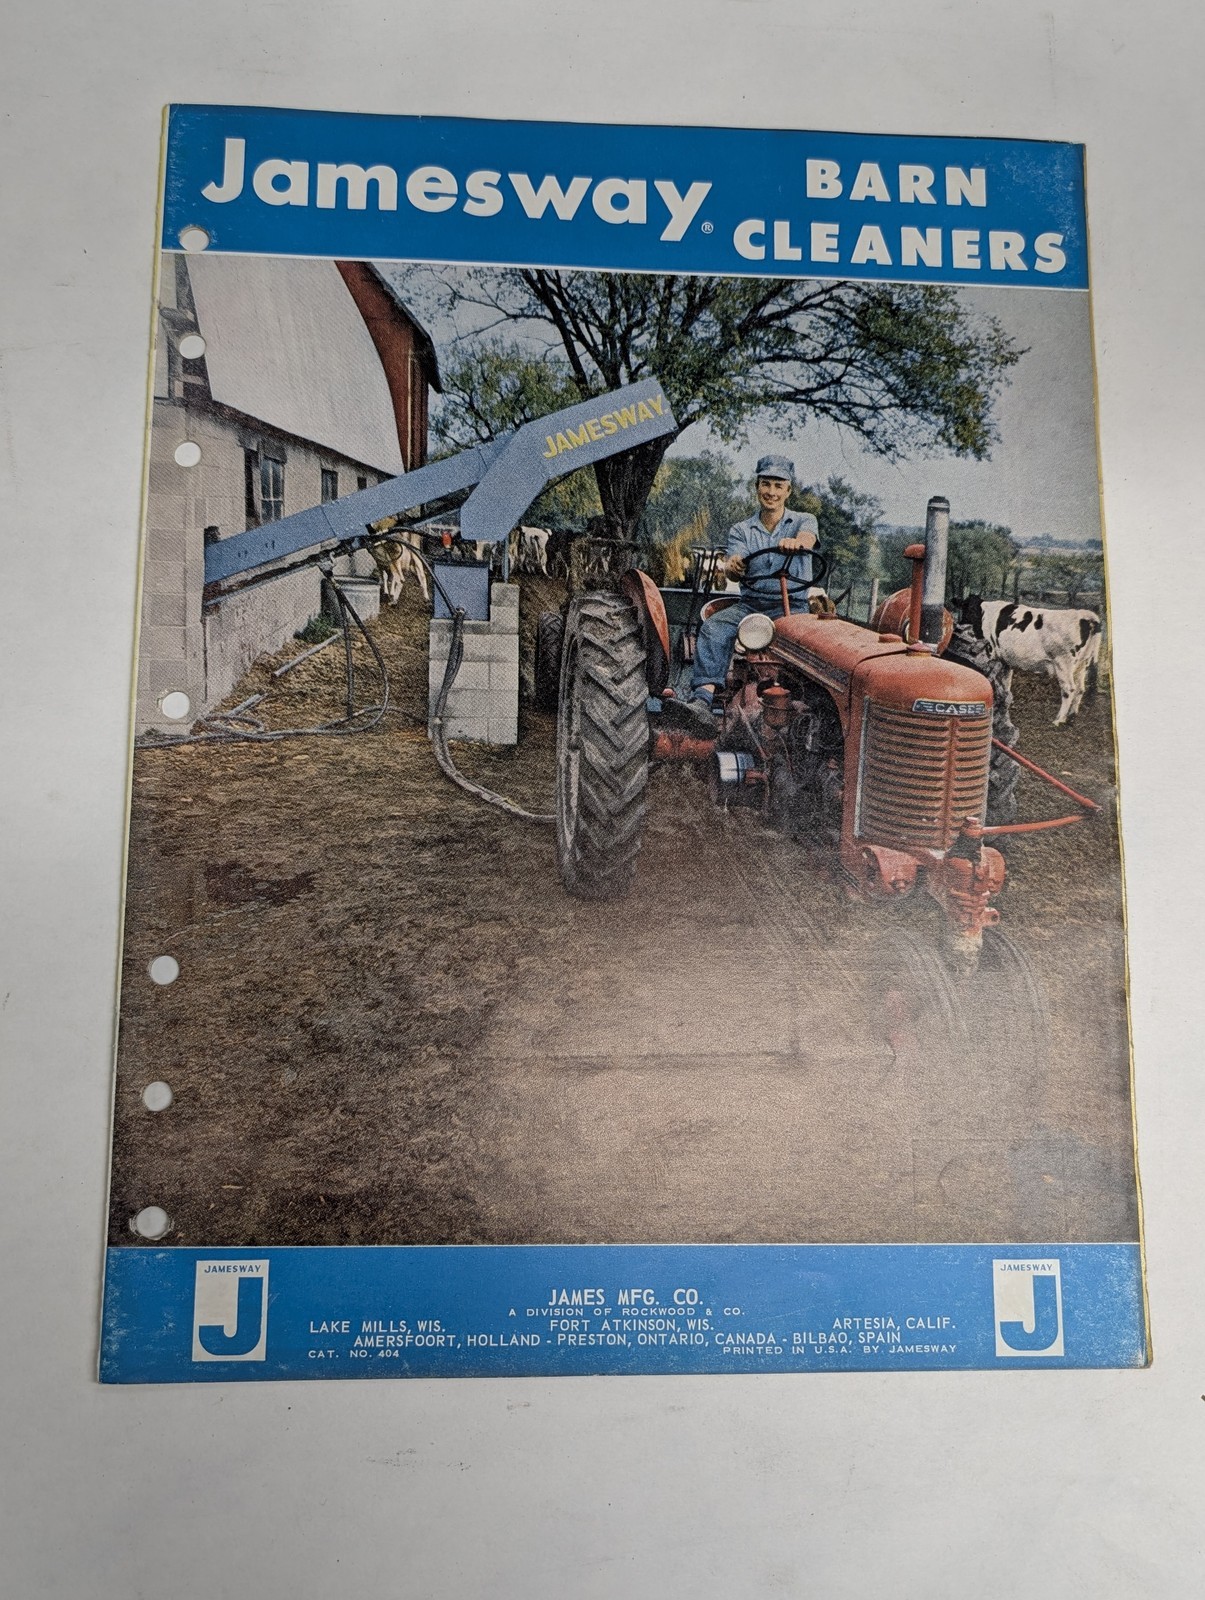 Jamesway®
BARN
CLEANERS
JAMESWAY
CASE
JAMESWAY
J
JAMES MFG. CO.
A DIVISION OF ROCKWOOD & CO.
LAKE MILLS, WIS. FORT ATKINSON, WIS. ARTESIA, CALIF.
AMERSFOORT, HOLLAND - PRESTON, ONTARIO, CANADA - BILBAO, SPAIN
CAT. NO. 404 PRINTED IN U.S.A. BY JAMESWAY
JAMESWAY
J